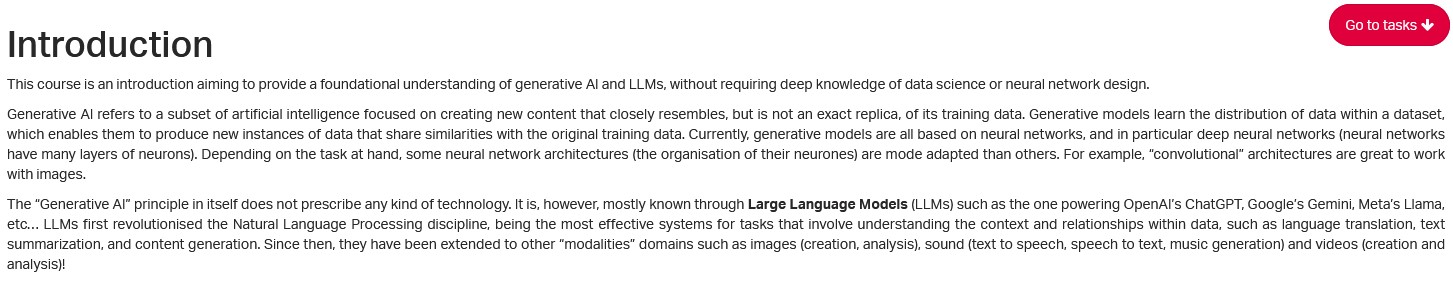 Go to tasks ↓
Introduction
This course is an introduction aiming to provide a foundational understanding of generative AI and LLMs, without requiring deep knowledge of data science or neural network design.
Generative AI refers to a subset of artificial intelligence focused on creating new content that closely resembles, but is not an exact replica, of its training data. Generative models learn the distribution of data within a dataset,
which enables them to produce new instances of data that share similarities with the original training data. Currently, generative models are all based on neural networks, and in particular deep neural networks (neural networks
have many layers of neurons). Depending on the task at hand, some neural network architectures (the organisation of their neurones) are mode adapted than others. For example, “convolutional” architectures are great to work
with images.
The “Generative AI” principle in itself does not prescribe any kind of technology. It is, however, mostly known through Large Language Models (LLMs) such as the one powering OpenAI’s ChatGPT, Google’s Gemini, Meta’s Llama,
etc… LLMs first revolutionised the Natural Language Processing discipline, being the most effective systems for tasks that involve understanding the context and relationships within data, such as language translation, text
summarization, and content generation. Since then, they have been extended to other “modalities” domains such as images (creation, analysis), sound (text to speech, speech to text, music generation) and videos (creation and
analysis)!